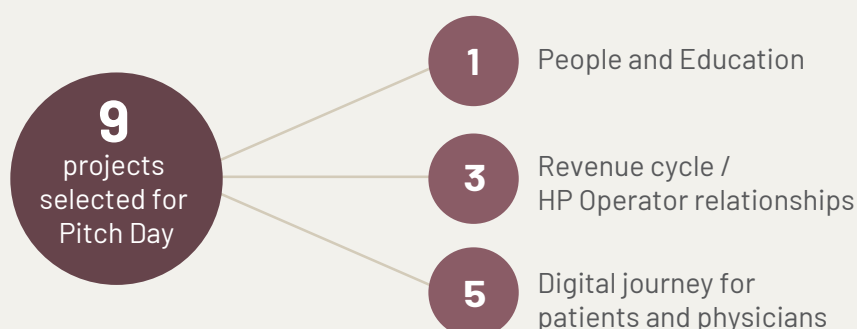 9
projects
selected for
Pitch Day
1
People and Education
3
Revenue cycle /
HP Operator relationships
5
Digital journey for
patients and physicians